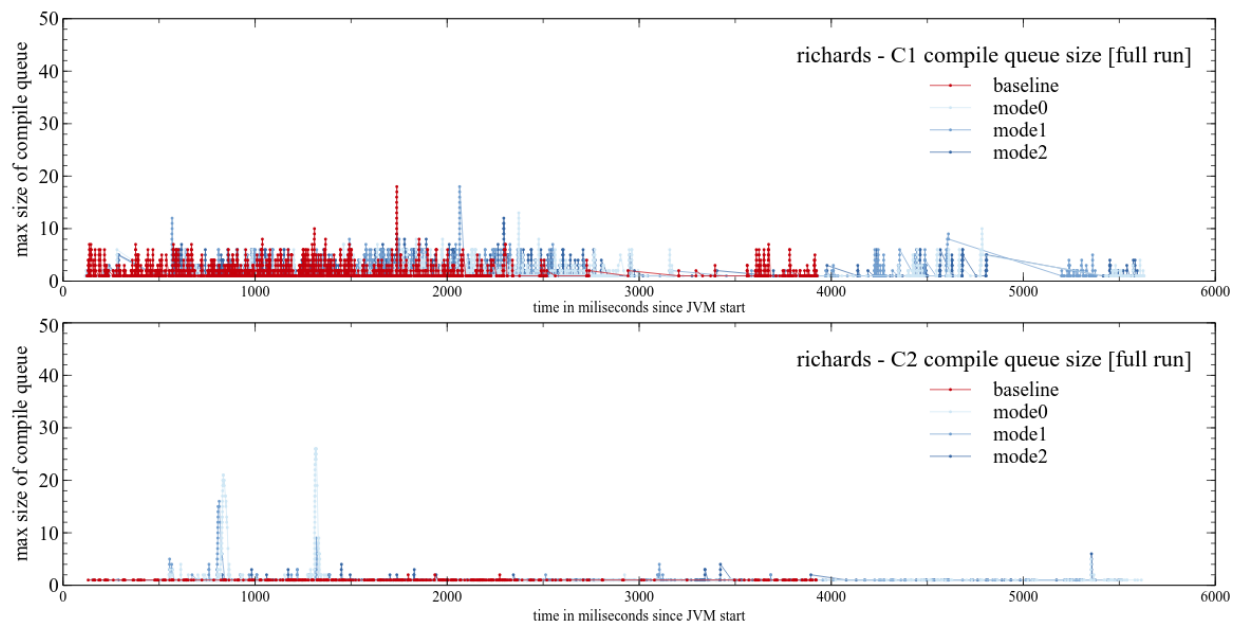 50
40
30
20
10
0
max size of compile queue
richards - C1 compile queue size [full run]
baseline
mode0
mode1
mode2
0 1000 2000 3000 4000 5000 6000
time in miliseconds since JVM start
50
40
30
20
10
0
max size of compile queue
richards - C2 compile queue size [full run]
baseline
mode0
mode1
mode2
0 1000 2000 3000 4000 5000 6000
time in miliseconds since JVM start